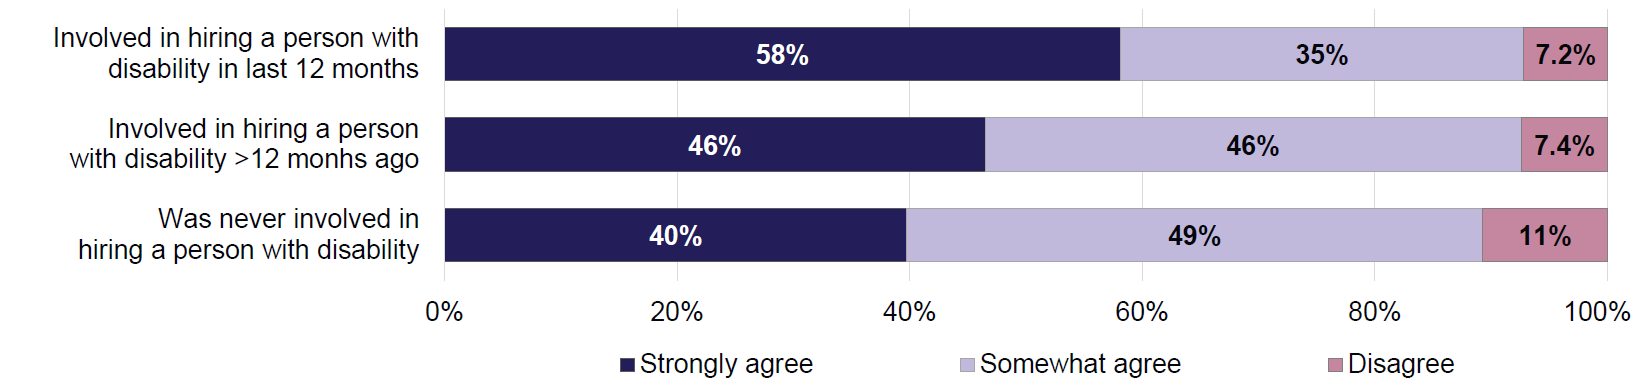 Involved in hiring a person with
disability in last 12 months
58%
35%
7.2%
Involved in hiring a person
with disability >12 monhs ago
46%
46%
7.4%
Was never involved in
hiring a person with disability
40%
49%
11%
0%
20%
40%
60%
80%
100%
Strongly agree
Somewhat agree
Disagree